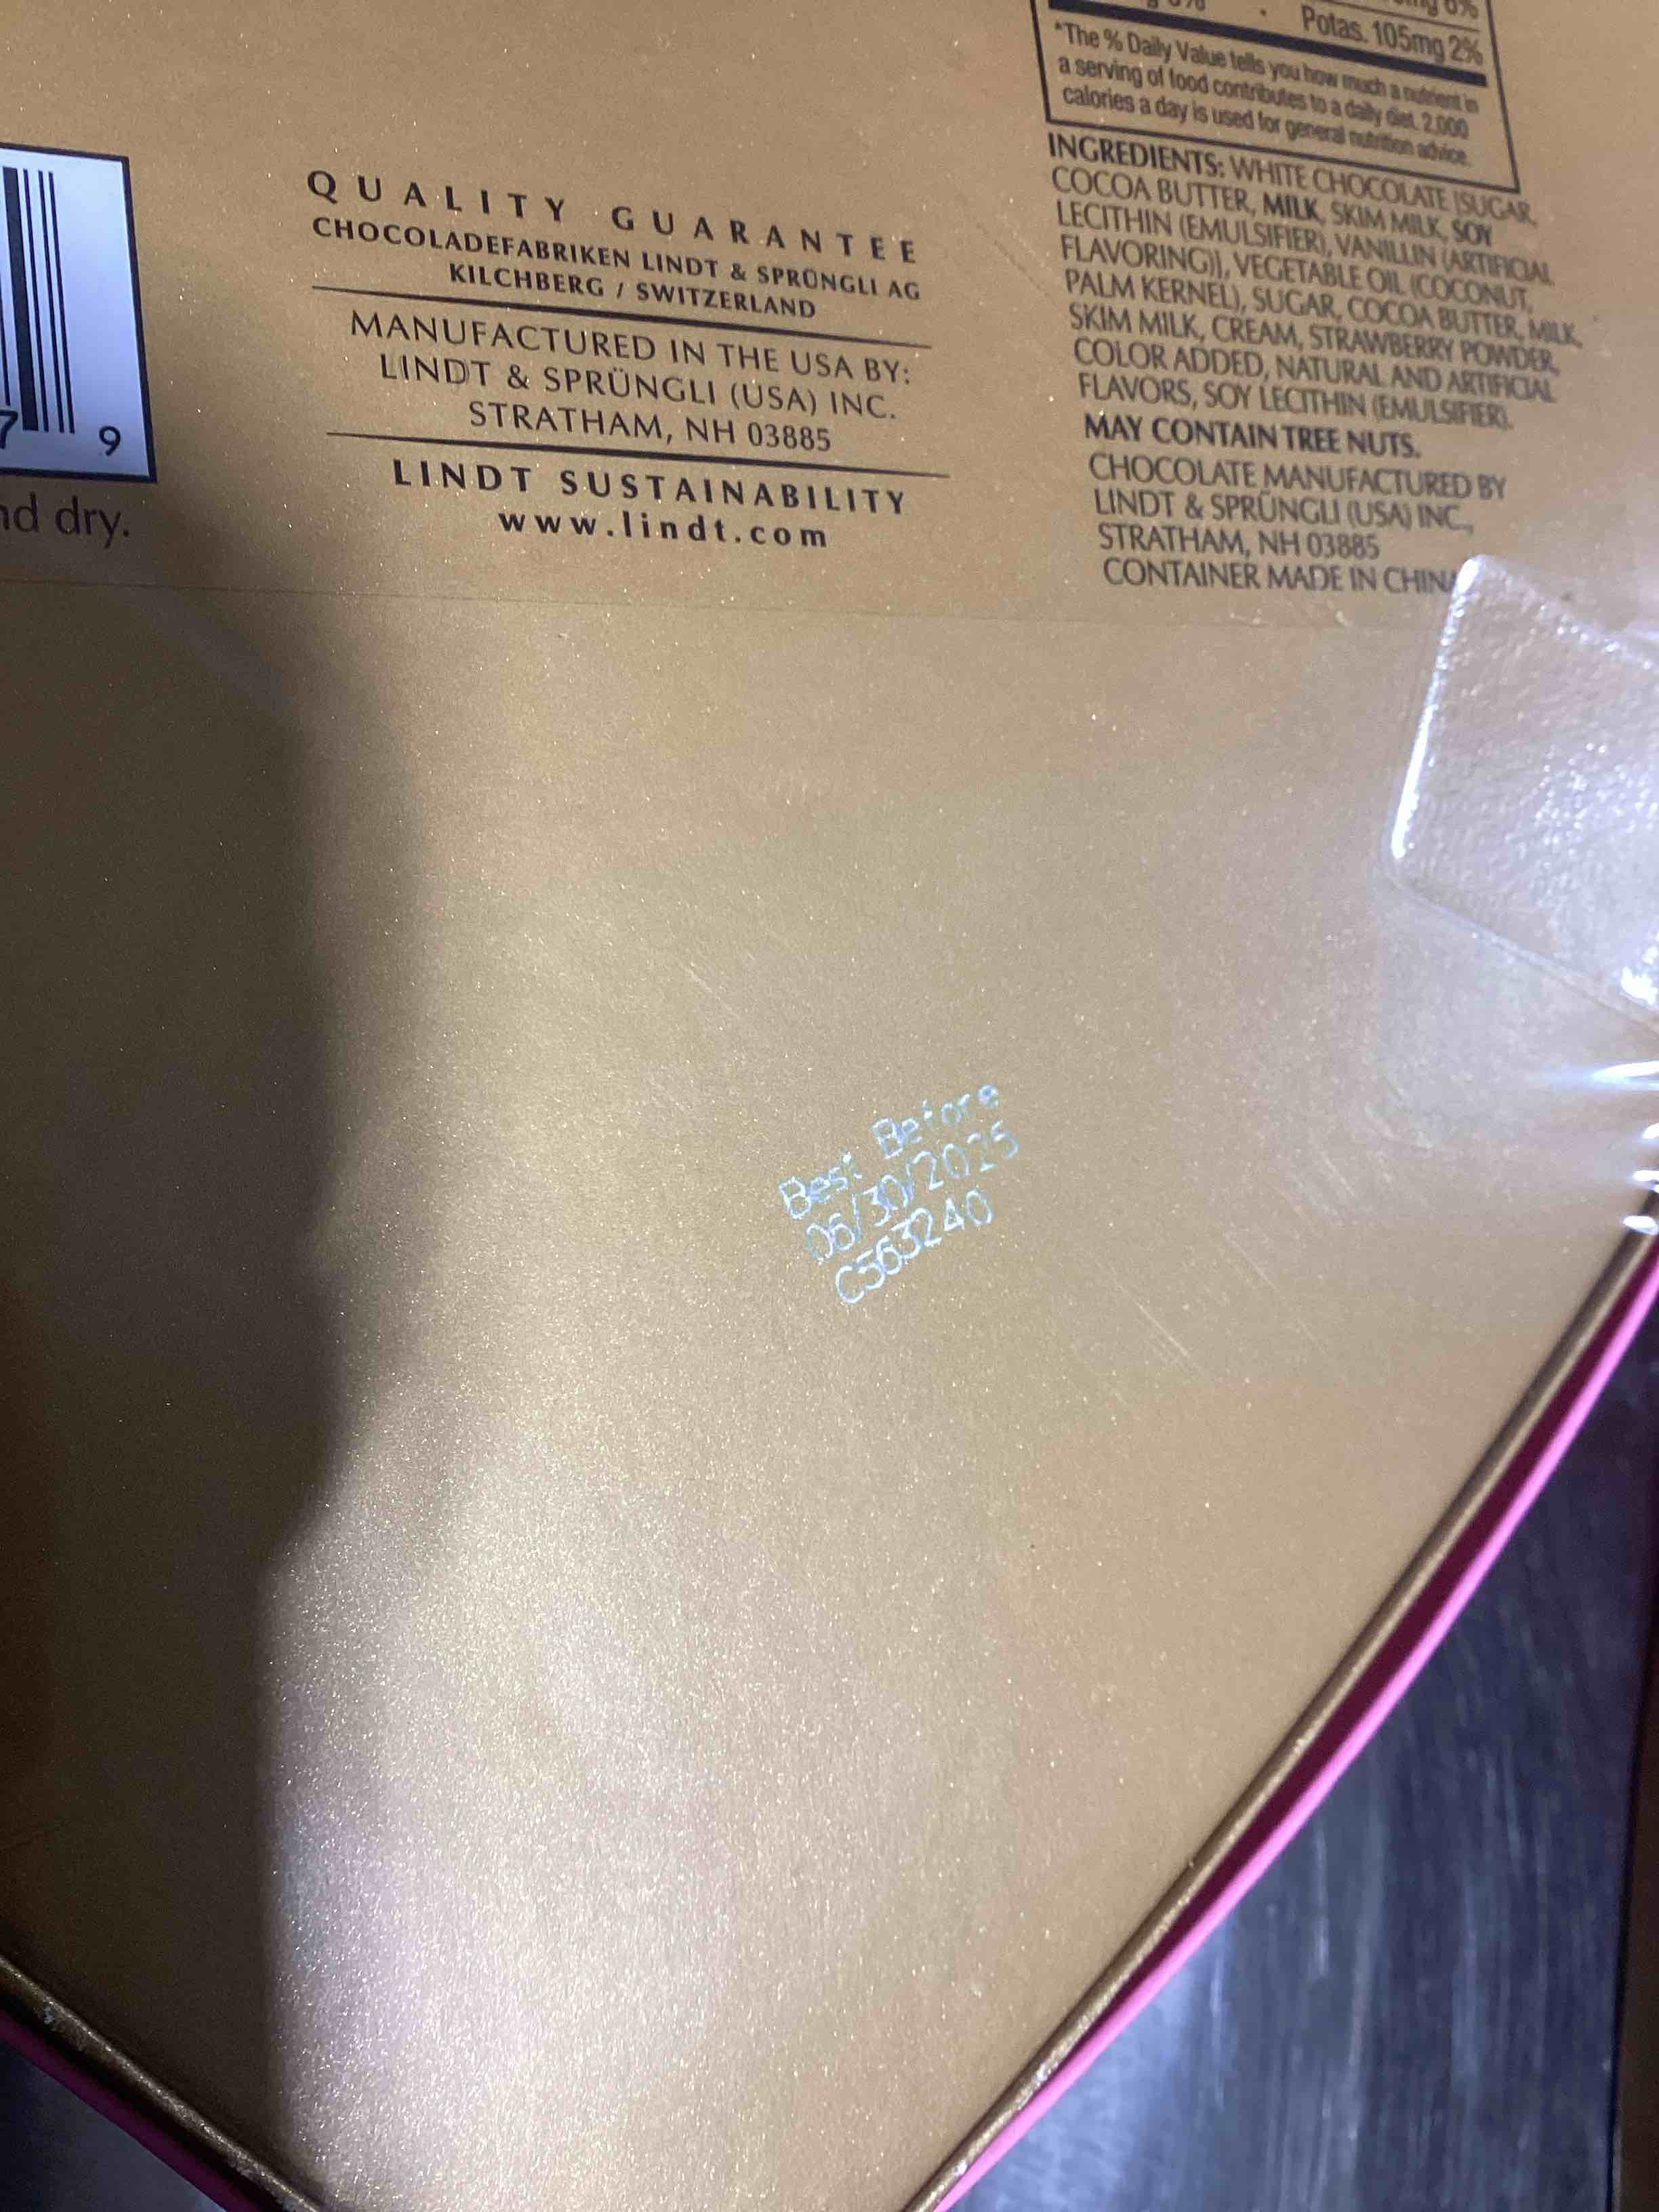 Potas. 105mg 2%
*The % Daily Value tells you how much a nutrient in
a serving of food contributes to a daily diet. 2,000
calories a day is used for general nutrition advice.
INGREDIENTS: WHITE CHOCOLATE [SUGAR,
COCOA BUTTER, MILK, SKIM MILK, SOY
LECITHIN (EMULSIFIER), VANILLIN (ARTIFICIAL
FLAVORING)], VEGETABLE OIL (COCONUT,
PALM KERNEL), SUGAR, COCOA BUTTER, MILK,
SKIM MILK, CREAM, STRAWBERRY POWDER,
COLOR ADDED, NATURAL AND ARTIFICIAL
FLAVORS, SOY LECITHIN (EMULSIFIER).
MAY CONTAIN TREE NUTS.
CHOCOLATE MANUFACTURED BY
LINDT & SPRÜNGLI (USA) INC.,
STRATHAM, NH 03885
CONTAINER MADE IN CHINA
QUALITY GUARANTEE
CHOCOLADEFABRIKEN LINDT & SPRÜNGLI AG
KILCHBERG / SWITZERLAND
MANUFACTURED IN THE USA BY:
LINDT & SPRÜNGLI (USA) INC.
STRATHAM, NH 03885
LINDT SUSTAINABILITY
www.lindt.com
7 9
dry.
Best Before
06/30/2025
C563240